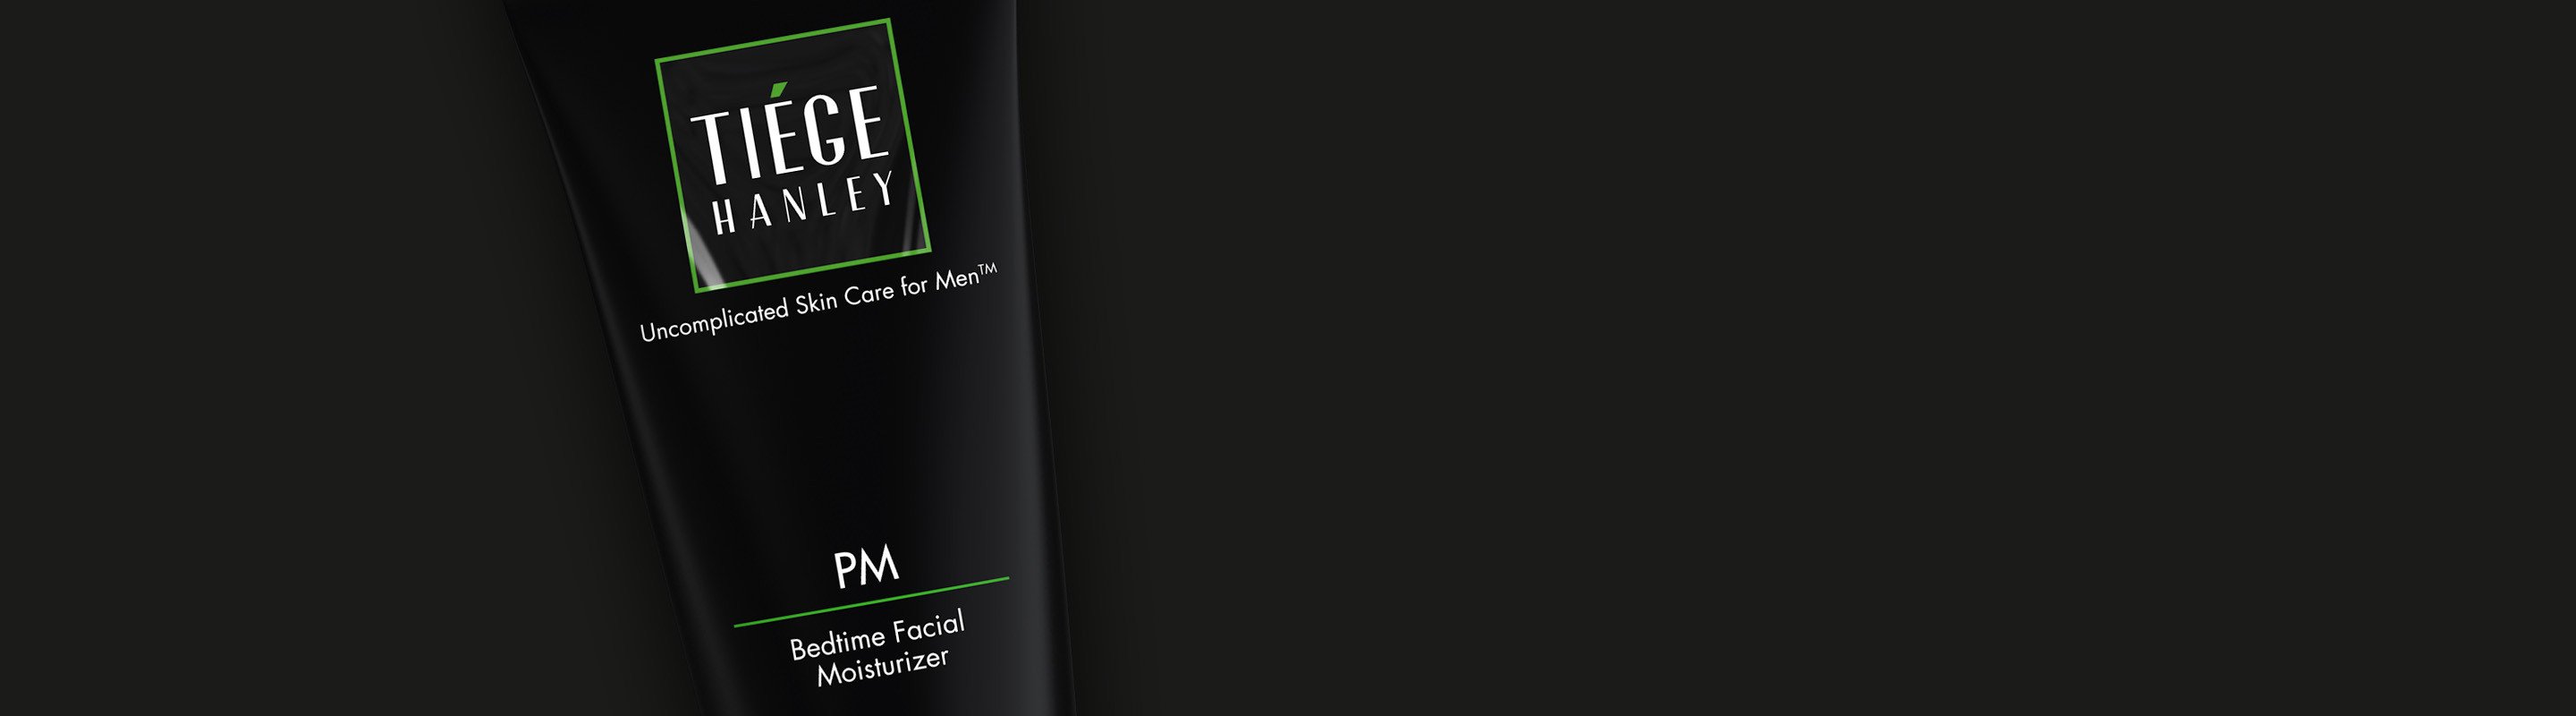 TIÉGE
HANLEY
Uncomplicated Skin Care for Men™
PM
Bedtime Facial
Moisturizer